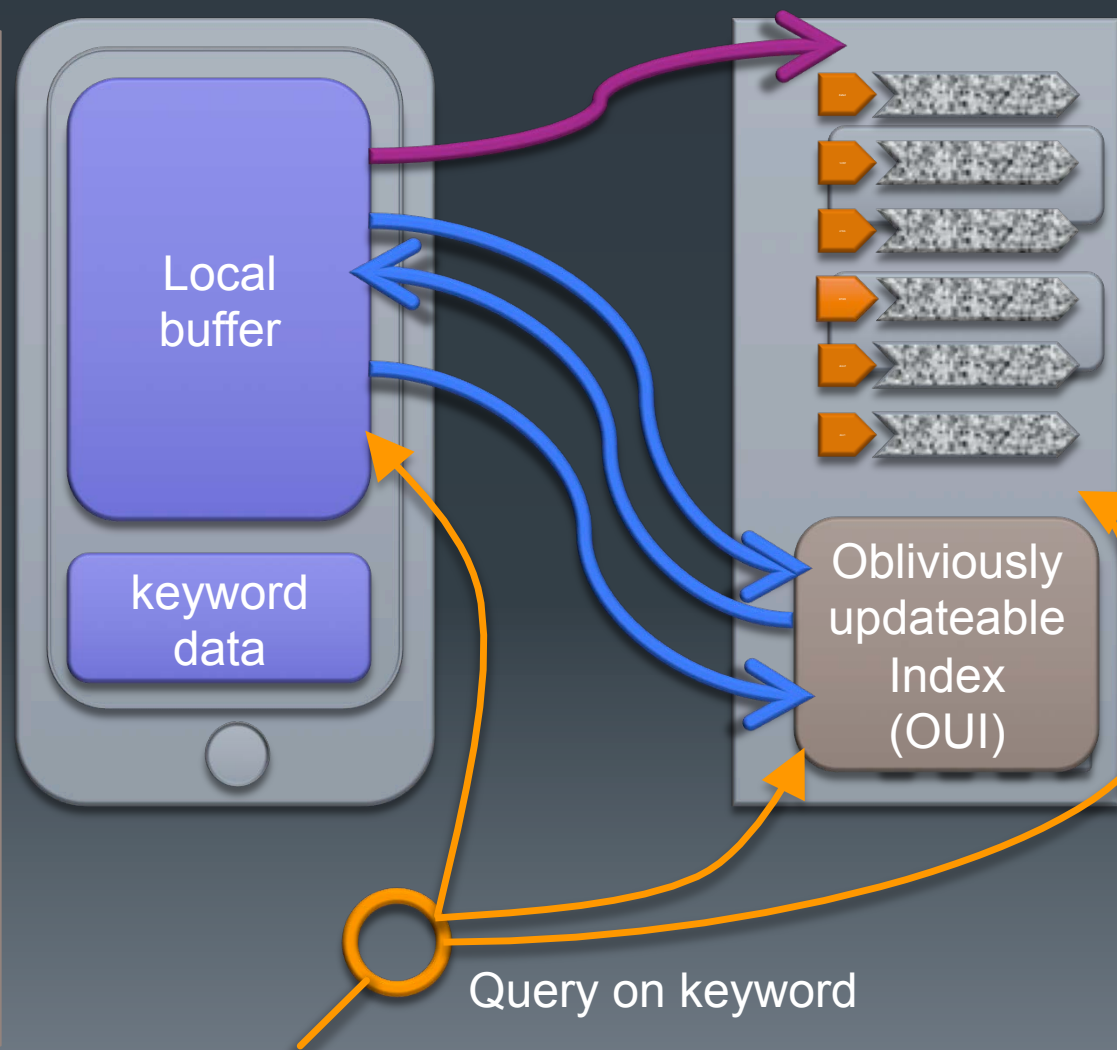 Local
buffer
keyword
data
Obliviously
updateable
Index
(OUI)
Query on keyword